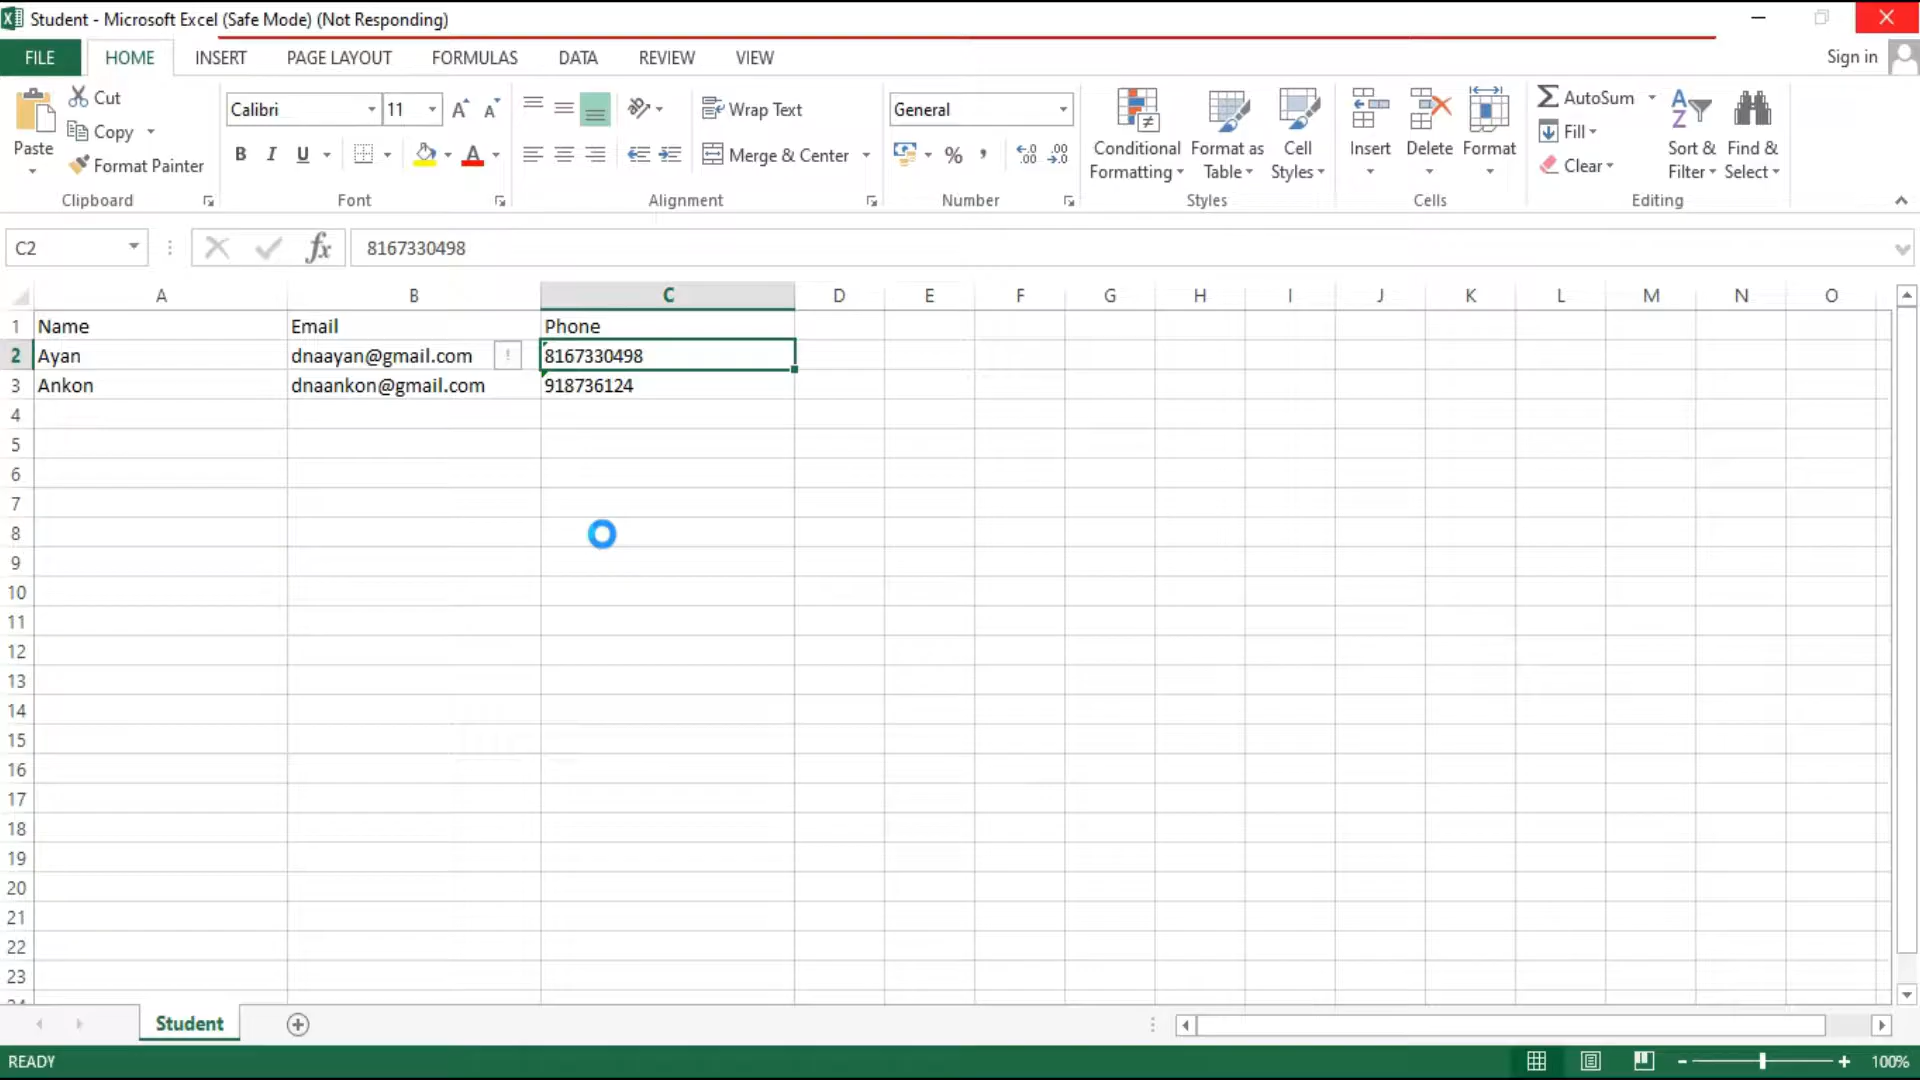 Student - Microsoft Excel (Safe Mode) (Not Responding)
FILE HOME INSERT PAGE LAYOUT FORMULAS DATA REVIEW VIEW Sign in
Paste
Cut
Copy
Format Painter
Clipboard
Calibri 11
B I U A
Font
Wrap Text
Merge & Center
Alignment
General
% ,
Number
Conditional Formatting
Format as Table
Cell Styles
Styles
Insert
Delete
Format
Cells
AutoSum
Fill
Clear
Sort & Filter
Find & Select
Editing
C2 fx 8167330498
A B C D E F G H I J K L M N O
1 Name Email Phone
2 Ayan dnaayan@gmail.com ! 8167330498
3 Ankon dnaankon@gmail.com 918736124
4
5
6
7
8
9
10
11
12
13
14
15
16
17
18
19
20
21
22
23
24
Student
READY 100%